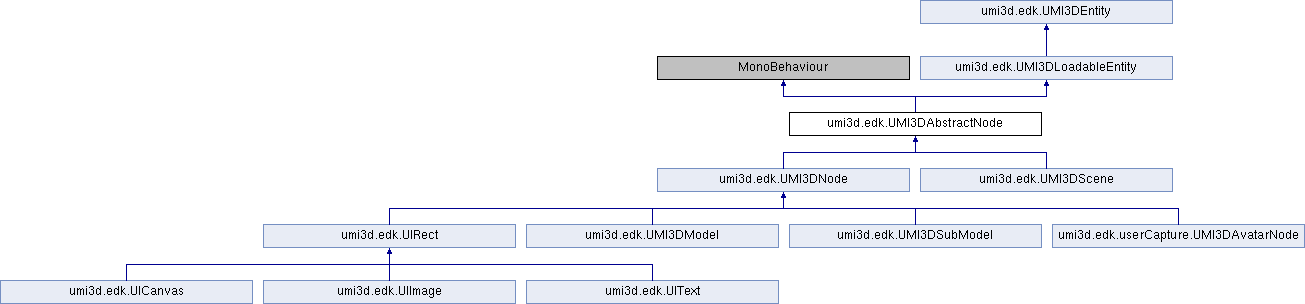 umi3d.edk.UMI3DEntity
MonoBehaviour
umi3d.edk.UMI3DLoadableEntity
umi3d.edk.UMI3DAbstractNode
umi3d.edk.UMI3DNode
umi3d.edk.UMI3DScene
umi3d.edk.UIRect
umi3d.edk.UMI3DModel
umi3d.edk.UMI3DSubModel
umi3d.edk.userCapture.UMI3DAvatarNode
umi3d.edk.UICanvas
umi3d.edk.UIImage
umi3d.edk.UIText